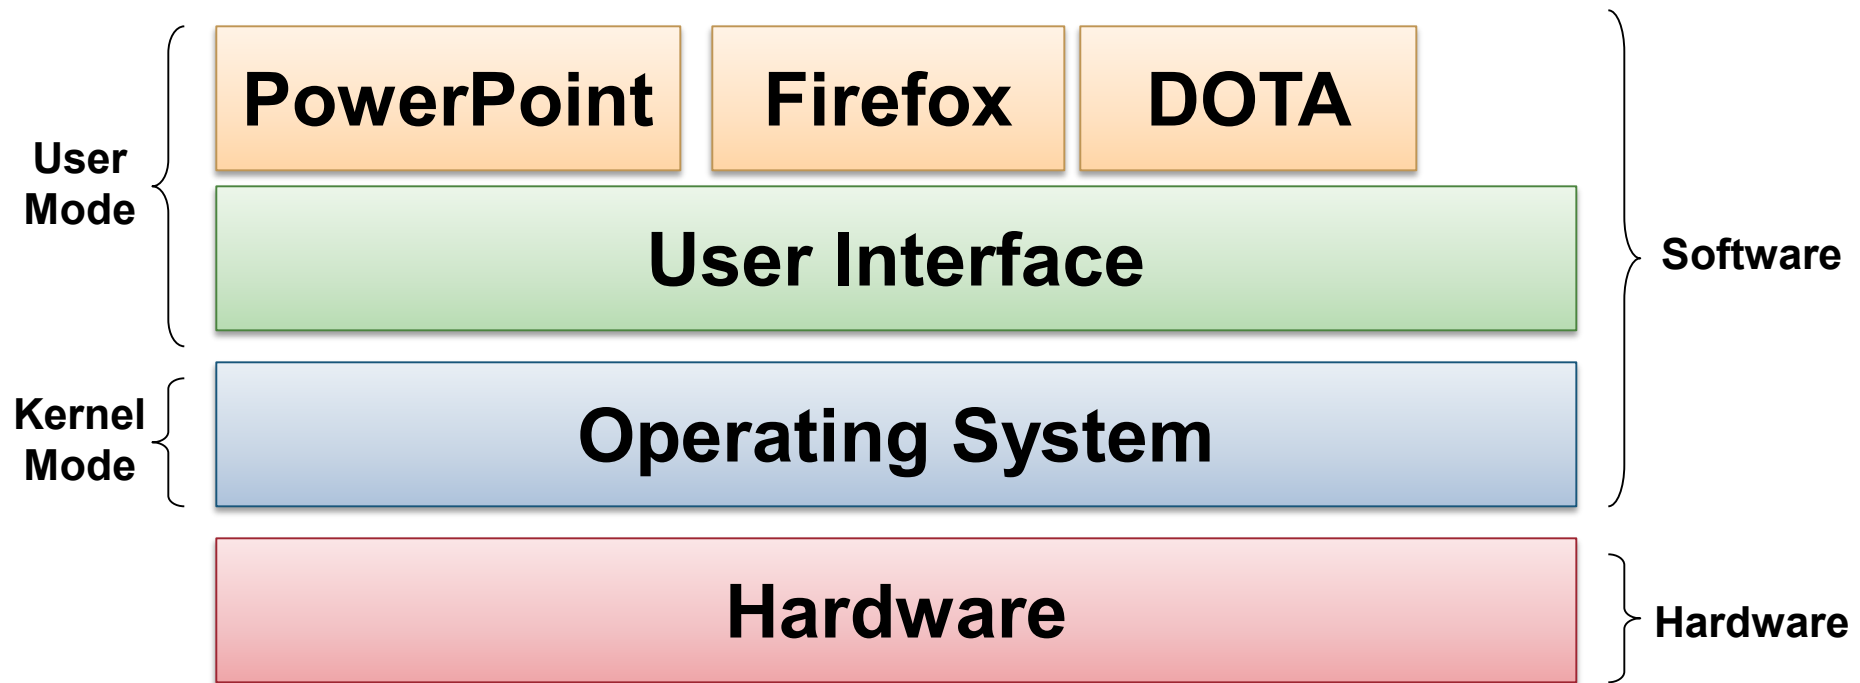 PowerPoint
Firefox
DOTA
User
Mode
User Interface
Software
Kernel
Mode
Operating System
Hardware
Hardware